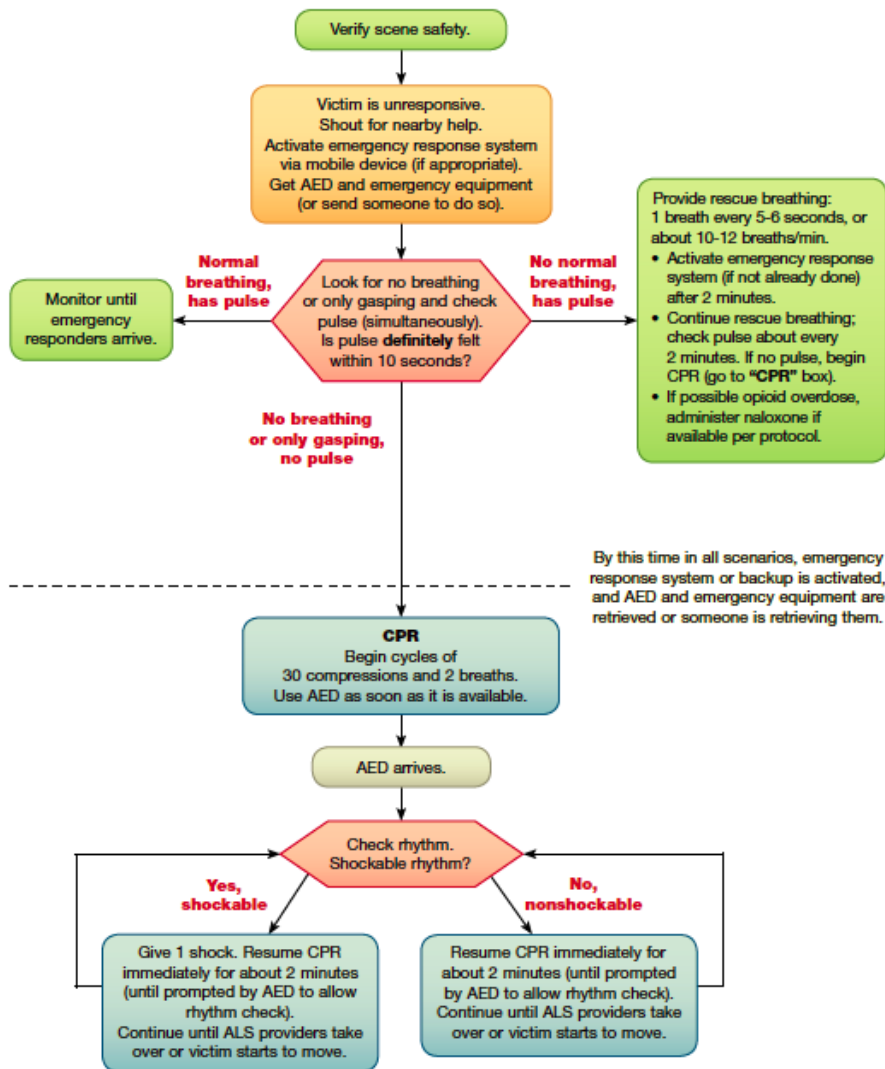 Verify scene safety.
Victim is unresponsive.
Shout for nearby help.
Activate emergency response system
via mobile device (if appropriate).
Get AED and emergency equipment
(or send someone to do so).
Normal
breathing,
has pulse
Monitor until
emergency
responders arrive.
Look for no breathing
or only gasping and check
pulse (simultaneously).
Is pulse definitely felt
within 10 seconds?
No normal
breathing,
has pulse
Provide rescue breathing:
1 breath every 5-6 seconds, or
about 10-12 breaths/min.
• Activate emergency response
system (if not already done)
after 2 minutes.
• Continue rescue breathing;
check pulse about every
2 minutes. If no pulse, begin
CPR (go to “CPR” box).
• If possible opioid overdose,
administer naloxone if
available per protocol.
No breathing
or only gasping,
no pulse
By this time in all scenarios, emergency
response system or backup is activated,
and AED and emergency equipment are
retrieved or someone is retrieving them.
CPR
Begin cycles of
30 compressions and 2 breaths.
Use AED as soon as it is available.
AED arrives.
Check rhythm.
Shockable rhythm?
Yes,
shockable
No,
nonshockable
Give 1 shock. Resume CPR
immediately for about 2 minutes
(until prompted by AED to allow
rhythm check).
Continue until ALS providers take
over or victim starts to move.
Resume CPR immediately for
about 2 minutes (until prompted
by AED to allow rhythm check).
Continue until ALS providers take
over or victim starts to move.